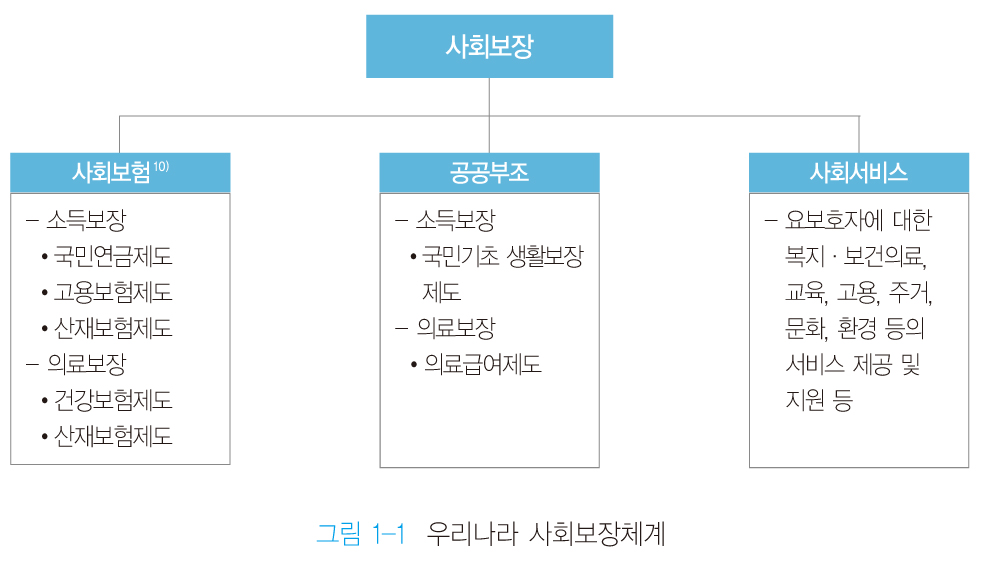 사회보장
사회보험10)
– 소득보장
• 국민연금제도
• 고용보험제도
• 산재보험제도
– 의료보장
• 건강보험제도
• 산재보험제도
공공부조
– 소득보장
• 국민기초 생활보장
제도
– 의료보장
• 의료급여제도
사회서비스
– 요보호자에 대한
복지 · 보건의료,
교육, 고용, 주거,
문화, 환경 등의
서비스 제공 및
지원 등
그림 1-1 우리나라 사회보장체계